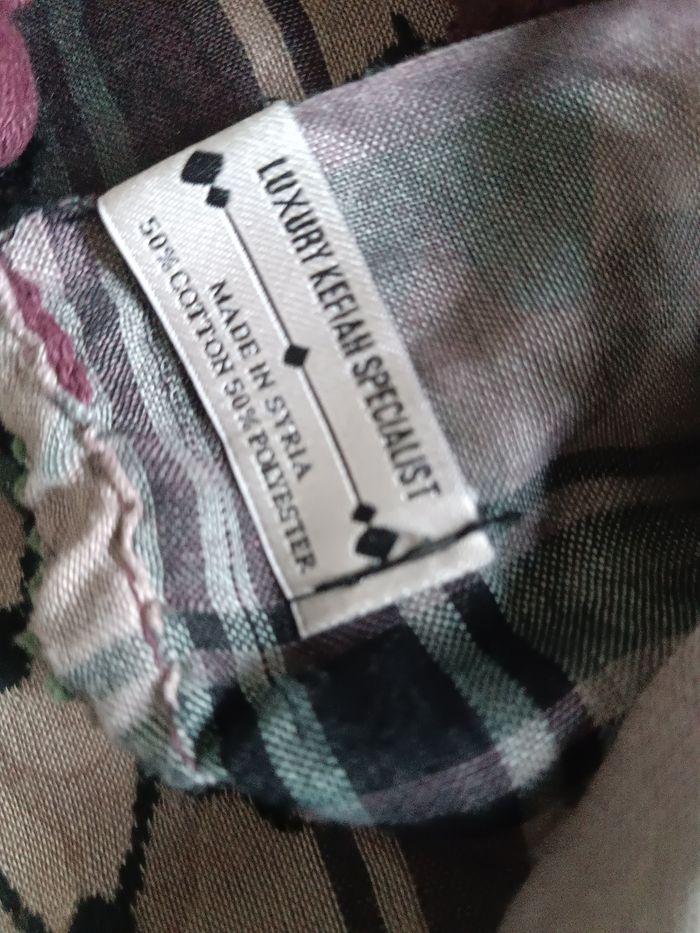 LUXURY KEFIAH SPECIALIST
MADE IN SYRIA
50% COTTON 50% POLYESTER